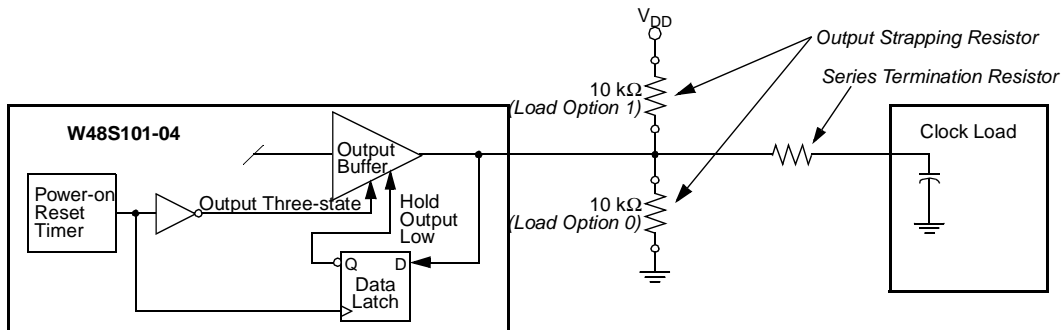 V_DD
Output Strapping Resistor
Series Termination Resistor
10 kΩ
(Load Option 1)
W48S101-04
Output
Buffer
Clock Load
Power-on
Reset
Timer
Output Three-state
Hold
Output
Low
10 kΩ
(Load Option 0)
Q
D
Data
Latch